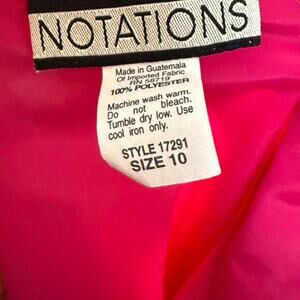 NOTATIONS
Made in Guatemala
Of Imported Fabric
RN 58719
100% POLYESTER
Machine wash warm.
Do not bleach.
Tumble dry low. Use
cool iron only.
STYLE 17291
SIZE 10